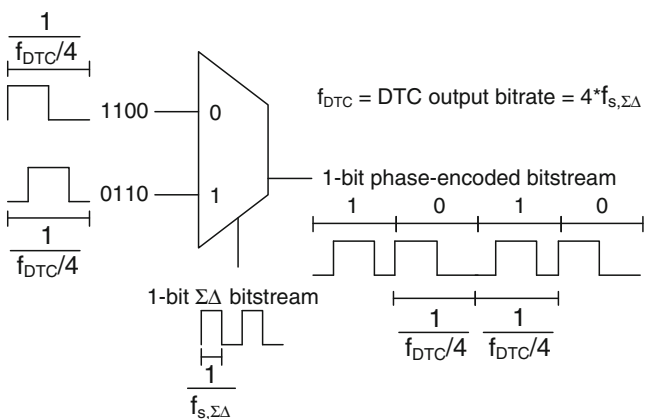 1
f_DTC/4
1100
0
f_DTC = DTC output bitrate = 4*f_s,ΣΔ
0110
1
1
f_DTC/4
1-bit phase-encoded bitstream
1 0 1 0
1-bit ΣΔ bitstream
1
f_s,ΣΔ
1
f_DTC/4
1
f_DTC/4